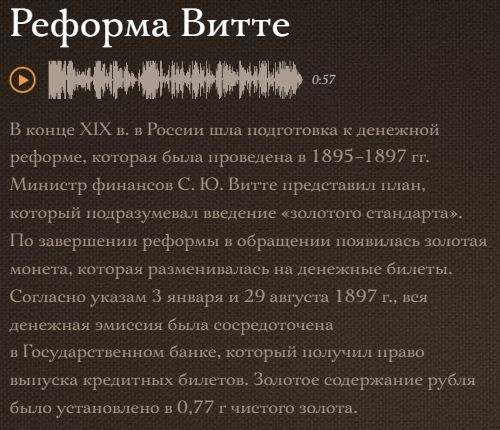 Реформа Витте
0:57
В конце XIX в. в России шла подготовка к денежной
реформе, которая была проведена в 1895–1897 гг.
Министр финансов С. Ю. Витте представил план,
который подразумевал введение «золотого стандарта».
По завершении реформы в обращении появилась золотая
монета, которая разменивалась на денежные билеты.
Согласно указам 3 января и 29 августа 1897 г., вся
денежная эмиссия была сосредоточена
в Государственном банке, который получил право
выпуска кредитных билетов. Золотое содержание рубля
было установлено в 0,77 г чистого золота.